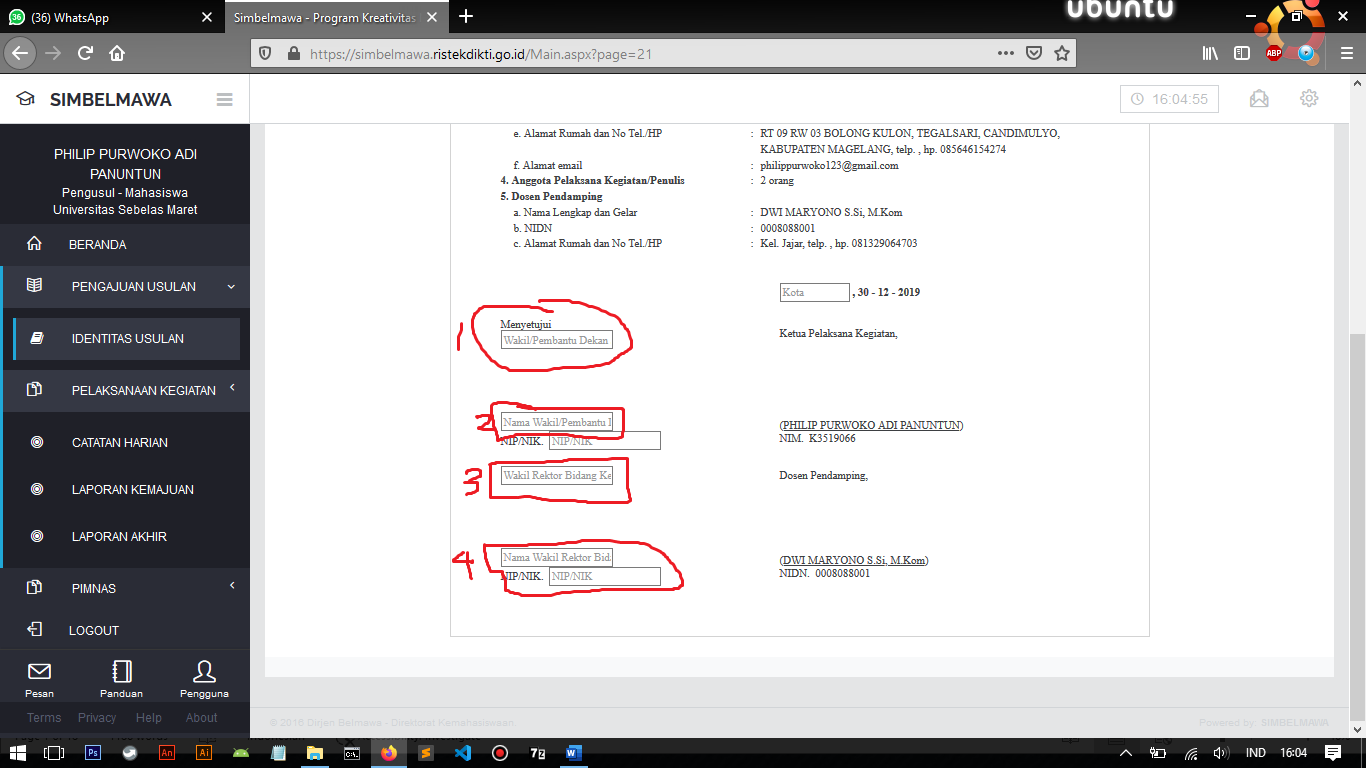 (36) WhatsApp
Simbelmawa - Program Kreativitas
ubuntu
https://simbelmawa.ristekdikti.go.id/Main.aspx?page=21
ABP
SIMBELMAWA
16:04:55
PHILIP PURWOKO ADI
PANUNTUN
Pengusul - Mahasiswa
Universitas Sebelas Maret
BERANDA
PENGAJUAN USULAN
IDENTITAS USULAN
PELAKSANAAN KEGIATAN
CATATAN HARIAN
LAPORAN KEMAJUAN
LAPORAN AKHIR
PIMNAS
LOGOUT
Pesan Panduan Pengguna
Terms Privacy Help About
e. Alamat Rumah dan No Tel./HP : RT 09 RW 03 BOLONG KULON, TEGALSARI, CANDIMULYO,
KABUPATEN MAGELANG, telp. , hp. 085646154274
f. Alamat email : philippurwoko123@gmail.com
4. Anggota Pelaksana Kegiatan/Penulis : 2 orang
5. Dosen Pendamping
a. Nama Lengkap dan Gelar : DWI MARYONO S.Si, M.Kom
b. NIDN : 0008088001
c. Alamat Rumah dan No Tel./HP : Kel. Jajar, telp. , hp. 081329064703
Kota , 30 - 12 - 2019
Menyetujui
1 Wakil/Pembantu Dekan Ketua Pelaksana Kegiatan,
2 Nama Wakil/Pembantu (PHILIP PURWOKO ADI PANUNTUN)
NIP/NIK. NIP/NIK NIM. K3519066
3 Wakil Rektor Bidang Ke Dosen Pendamping,
4 Nama Wakil Rektor Bid (DWI MARYONO S.Si, M.Kom)
NIP/NIK. NIP/NIK NIDN. 0008088001
© 2016 Dirjen Belmawa - Direktorat Kemahasiswaan. Powered by: SIMBELMAWA
Ps An Ai C:\ 7z W IND 16:04